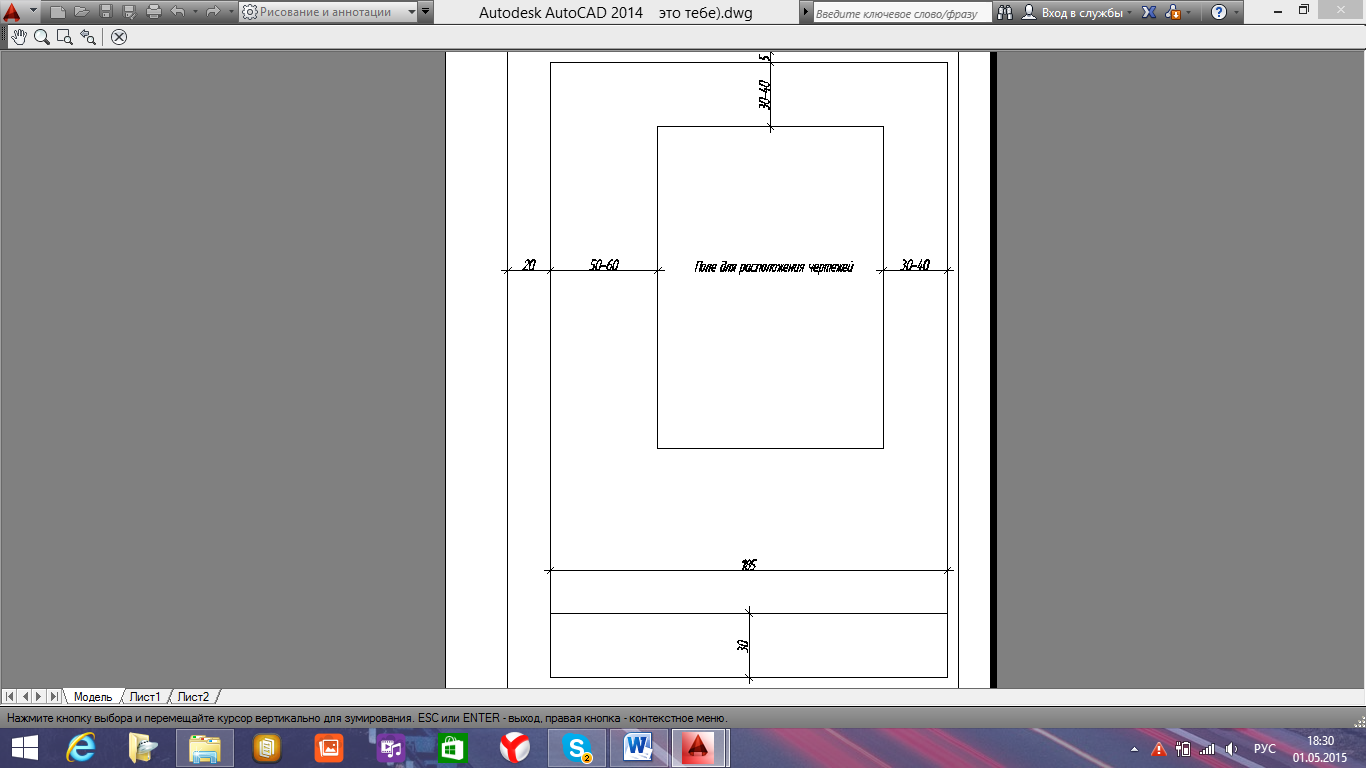 Рисование и аннотации
Autodesk AutoCAD 2014 это тебе).dwg
Введите ключевое слово/фразу
Вход в службы
5
30-40
20
50-60
Поле для расположения чертежей
30-40
185
30
Модель
Лист1
Лист2
Нажмите кнопку выбора и перемещайте курсор вертикально для зумирования. ESC или ENTER - выход, правая кнопка - контекстное меню.
2
РУС
18:30
01.05.2015